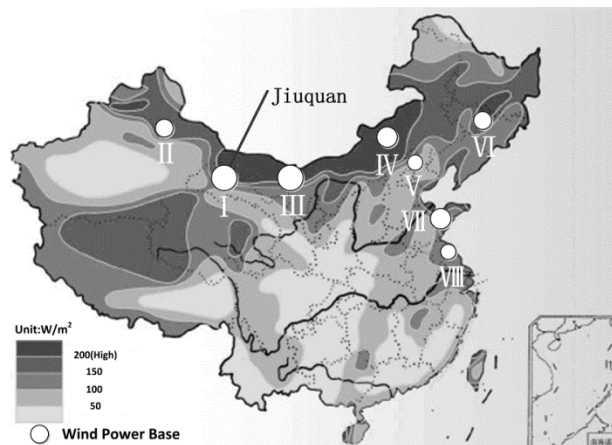 Jiuquan
II
IV
VI
V
I
III
VII
VIII
Unit:W/m²
200(High)
150
100
50
Wind Power Base